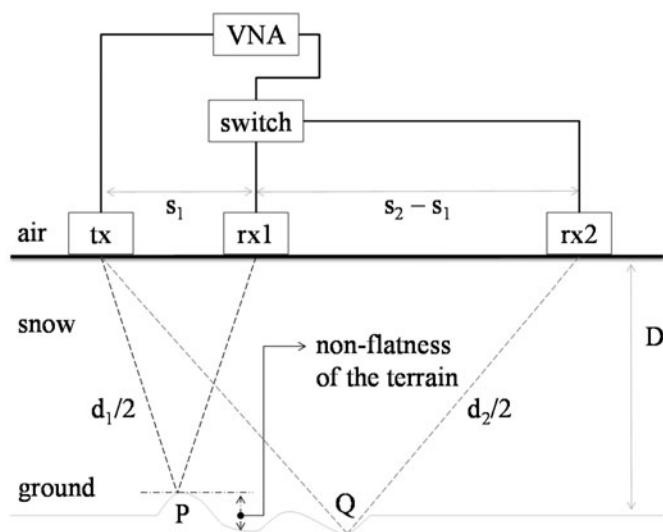 VNA
switch
s₁
s₂ – s₁
air
tx
rx1
rx2
snow
D
non-flatness
of the terrain
d₁/2
d₂/2
ground
P
Q